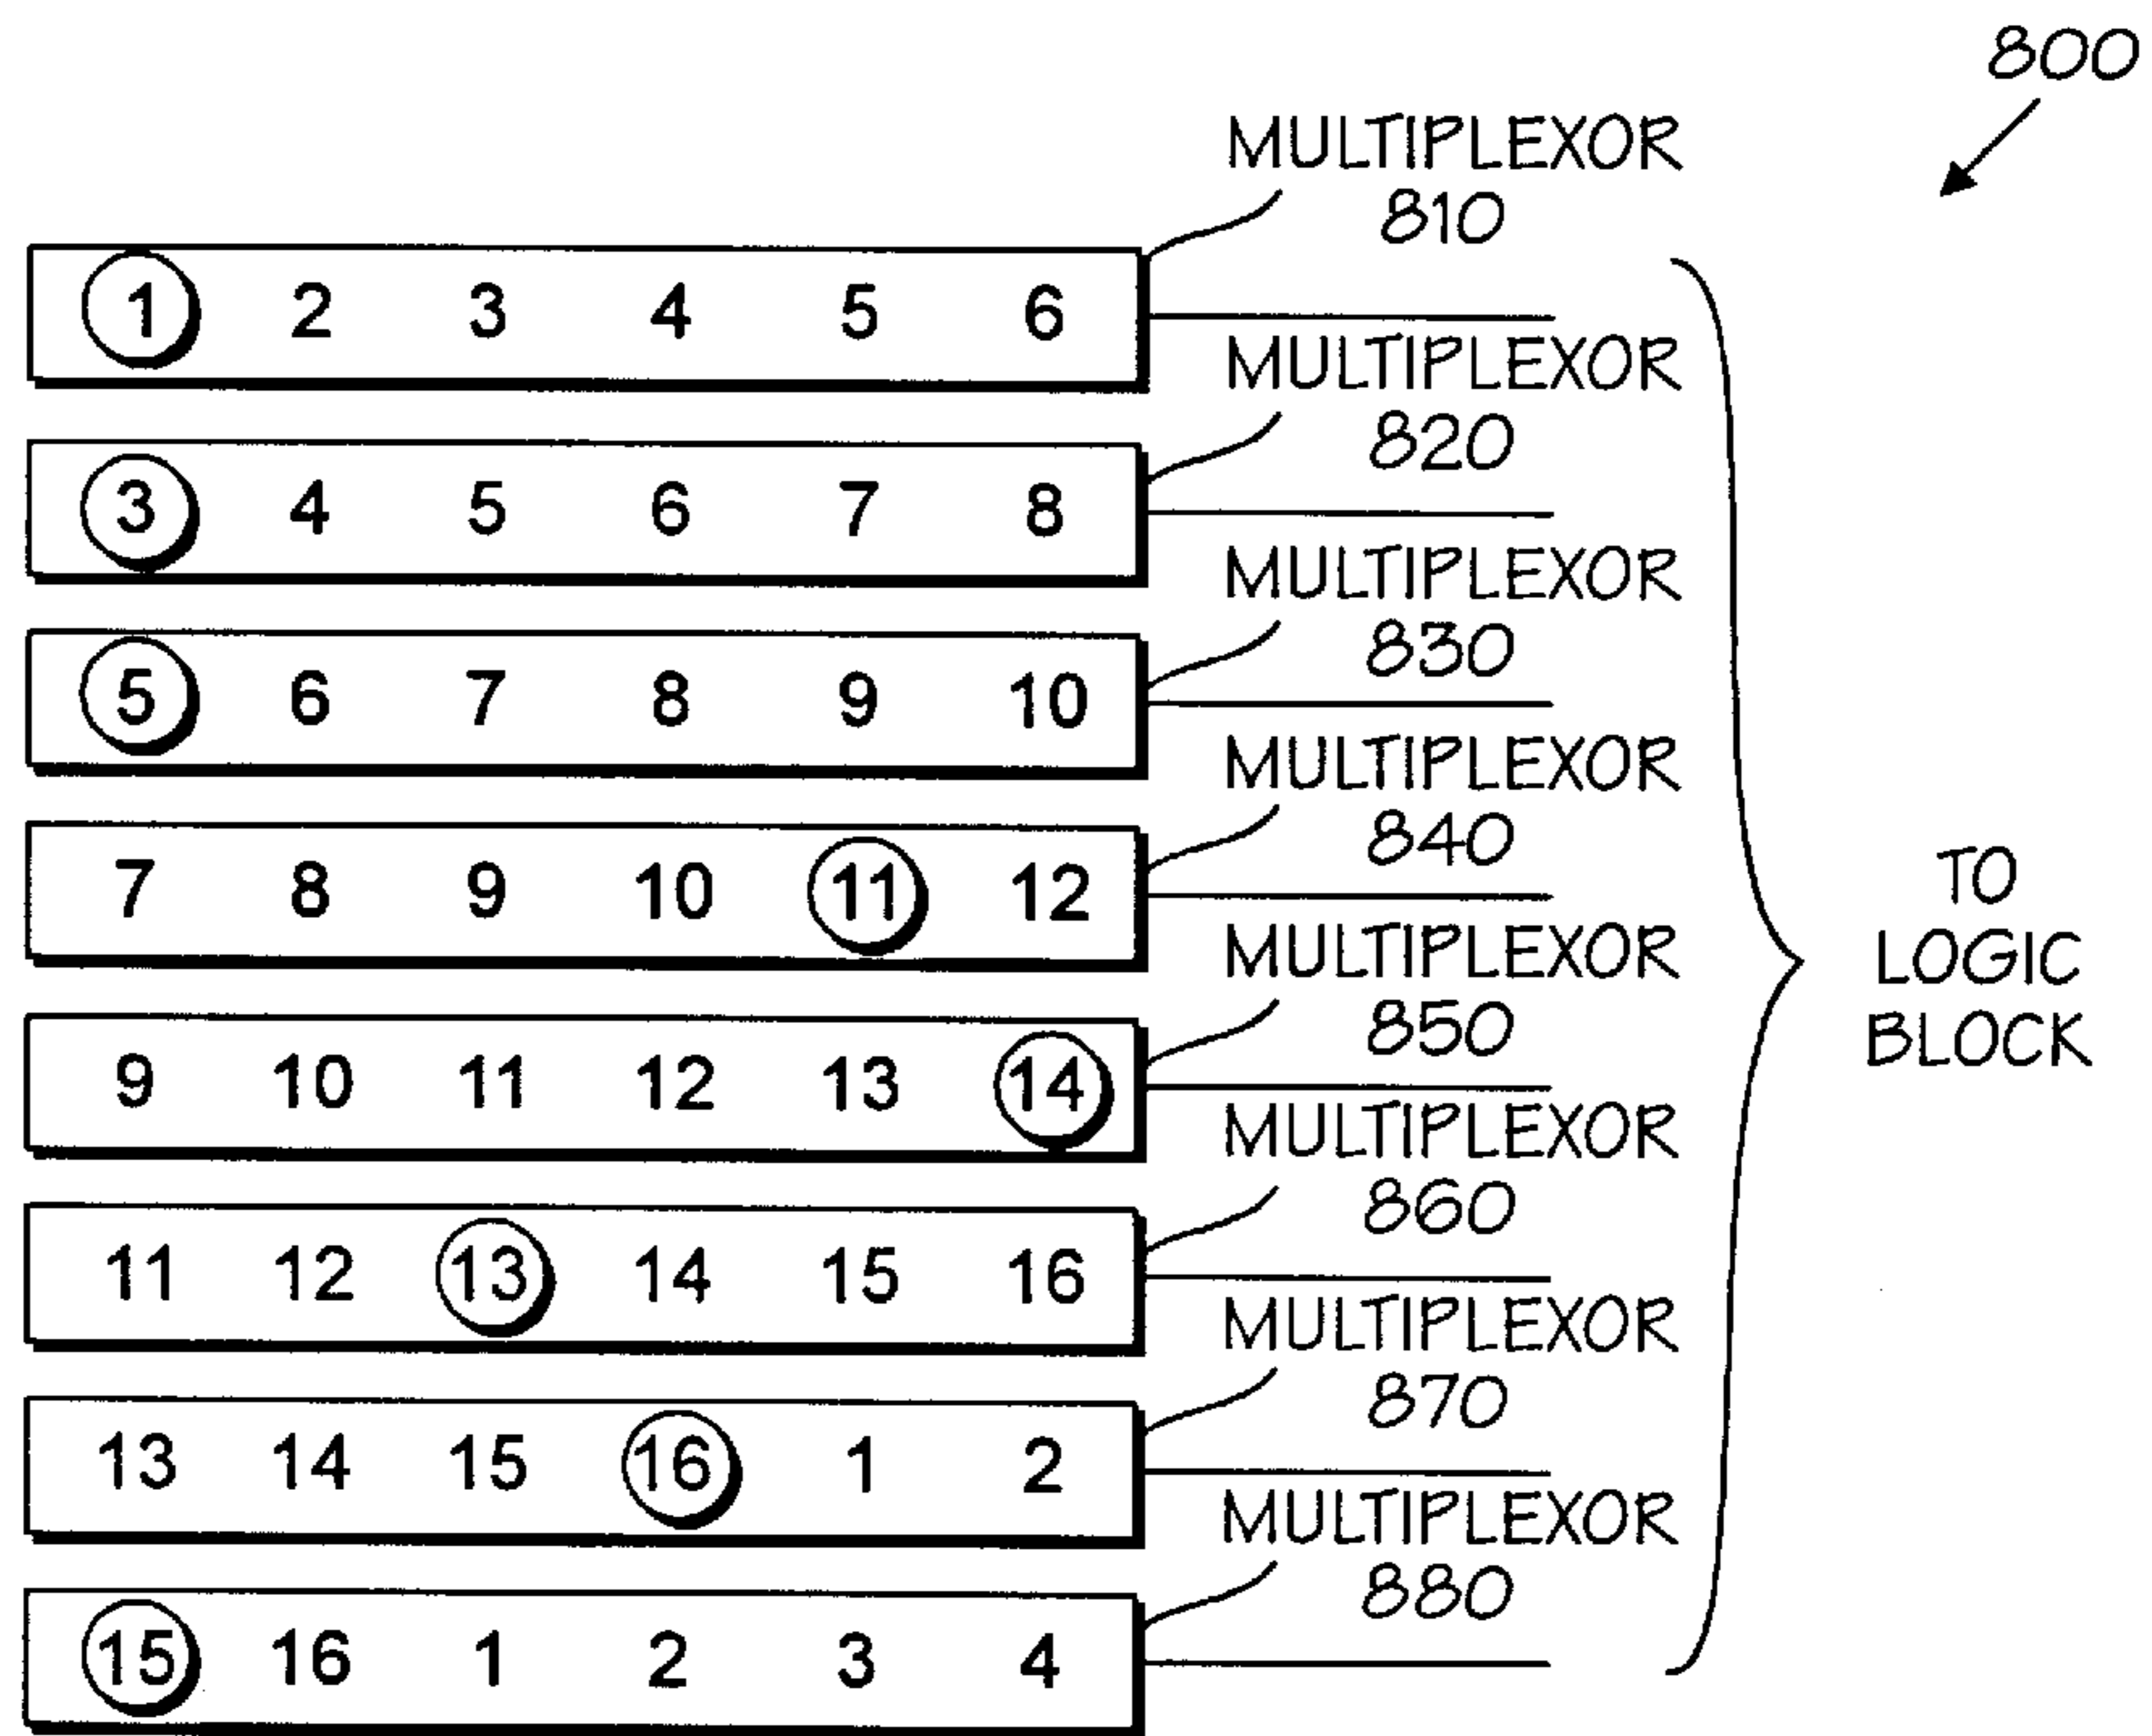 800
MULTIPLEXOR
810
1 2 3 4 5 6
MULTIPLEXOR
820
3 4 5 6 7 8
MULTIPLEXOR
830
5 6 7 8 9 10
MULTIPLEXOR
840
7 8 9 10 11 12
MULTIPLEXOR
850
9 10 11 12 13 14
MULTIPLEXOR
860
11 12 13 14 15 16
MULTIPLEXOR
870
13 14 15 16 1 2
MULTIPLEXOR
880
15 16 1 2 3 4
TO
LOGIC
BLOCK